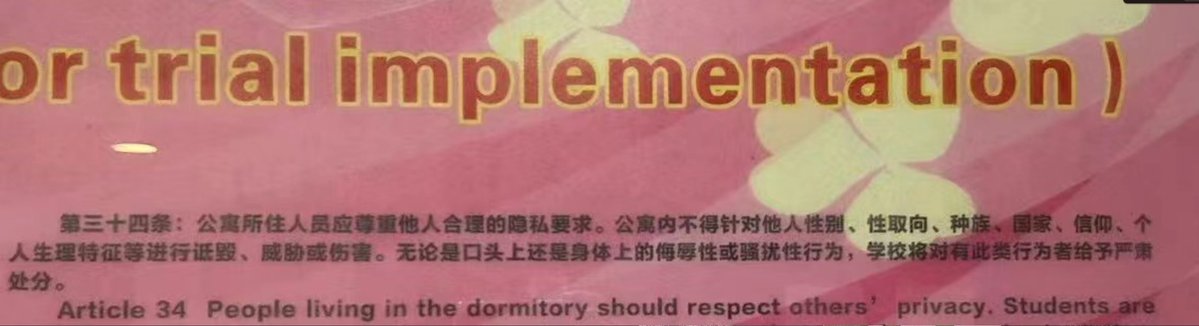 or trial implementation )
第三十四条：公寓所住人员应尊重他人合理的隐私要求。公寓内不得针对他人性别、性取向、种族、国家、信仰、个
人生理特征等进行诋毁、威胁或伤害。无论是口头上还是身体上的侮辱性或骚扰性行为，学校将对有此类行为者给予严肃
处分。
Article 34 People living in the dormitory should respect others' privacy. Students are